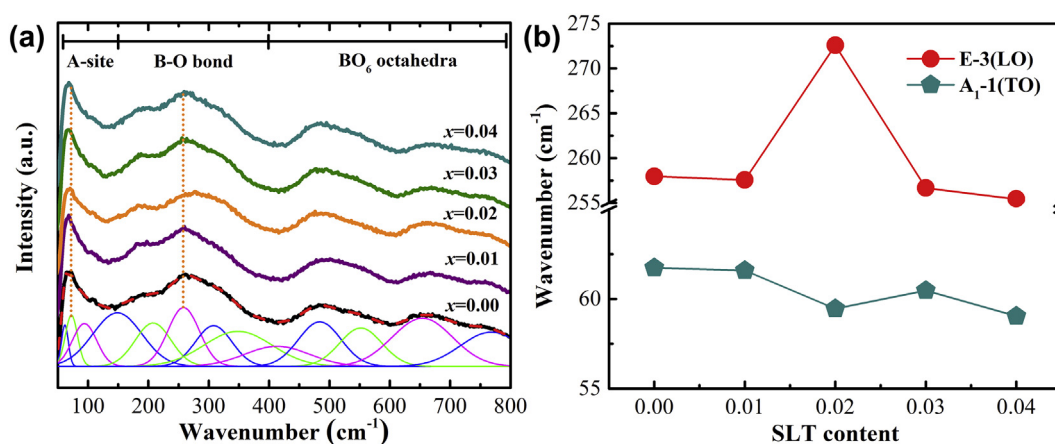 (a)
A-site
B-O bond
BO6 octahedra
x=0.04
x=0.03
x=0.02
x=0.01
x=0.00
Intensity (a.u.)
100 200 300 400 500 600 700 800
Wavenumber (cm-1)
(b)
E-3(LO)
A1-1(TO)
275
270
265
260
255
60
55
Wavenumber (cm-1)
0.00 0.01 0.02 0.03 0.04
SLT content